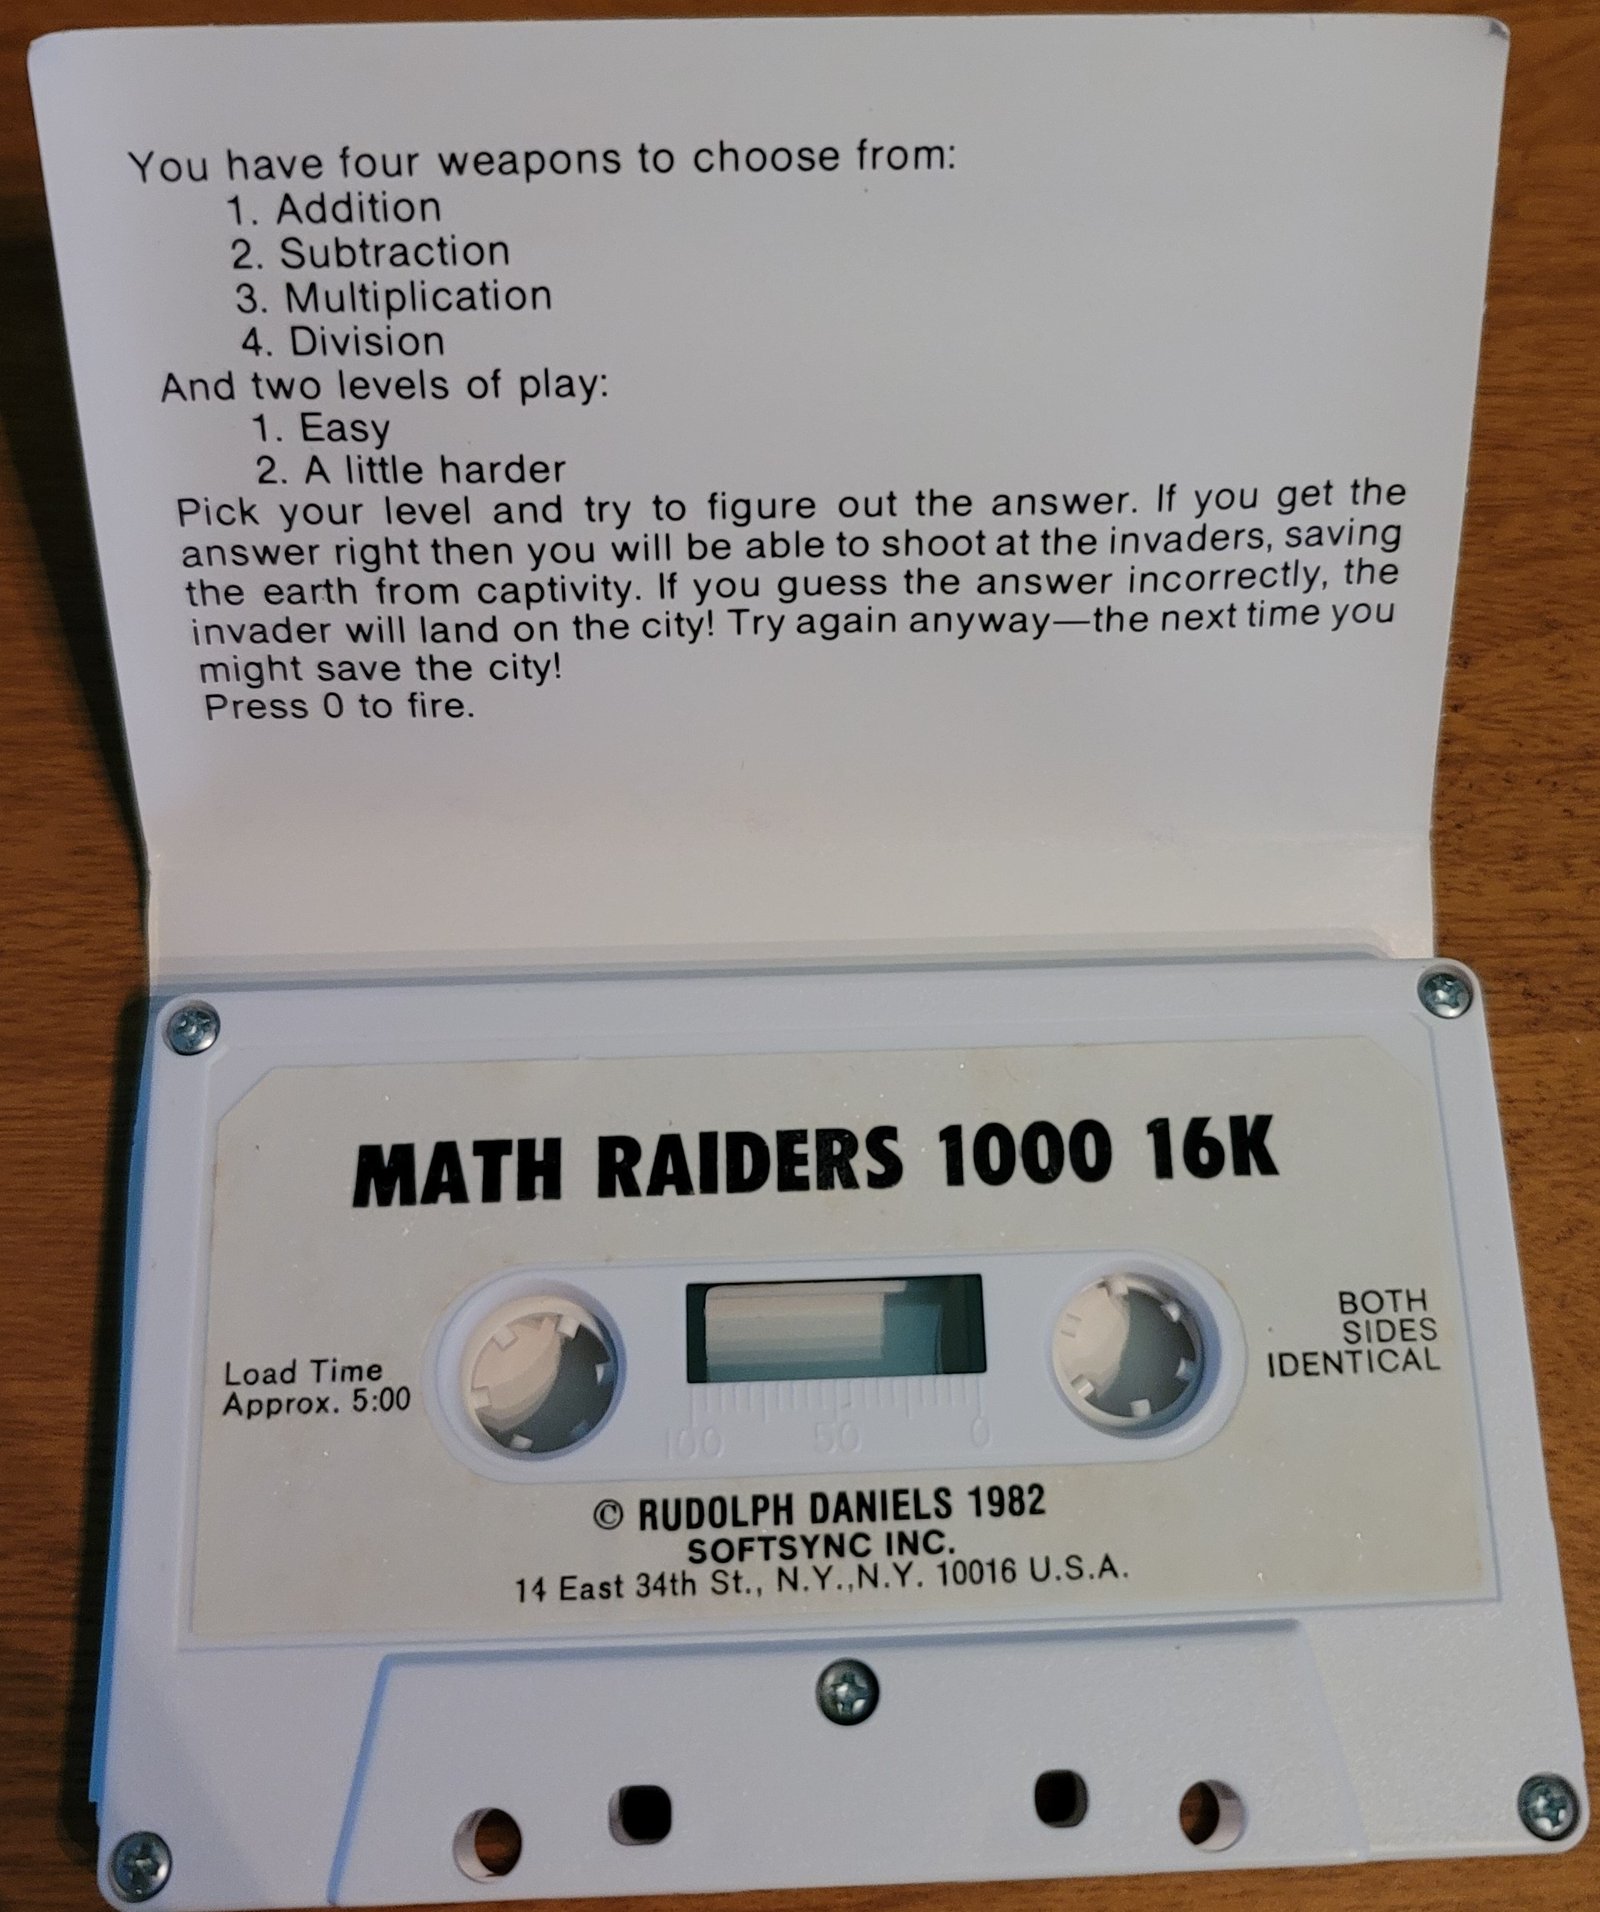 You have four weapons to choose from:
1. Addition
2. Subtraction
3. Multiplication
4. Division
And two levels of play:
1. Easy
2. A little harder
Pick your level and try to figure out the answer. If you get the
answer right then you will be able to shoot at the invaders, saving
the earth from captivity. If you guess the answer incorrectly, the
invader will land on the city! Try again anyway—the next time you
might save the city!
Press 0 to fire.
MATH RAIDERS 1000 16K
Load Time
Approx. 5:00
BOTH
SIDES
IDENTICAL
100 50 0
© RUDOLPH DANIELS 1982
SOFTSYNC INC.
14 East 34th St., N.Y.,N.Y. 10016 U.S.A.